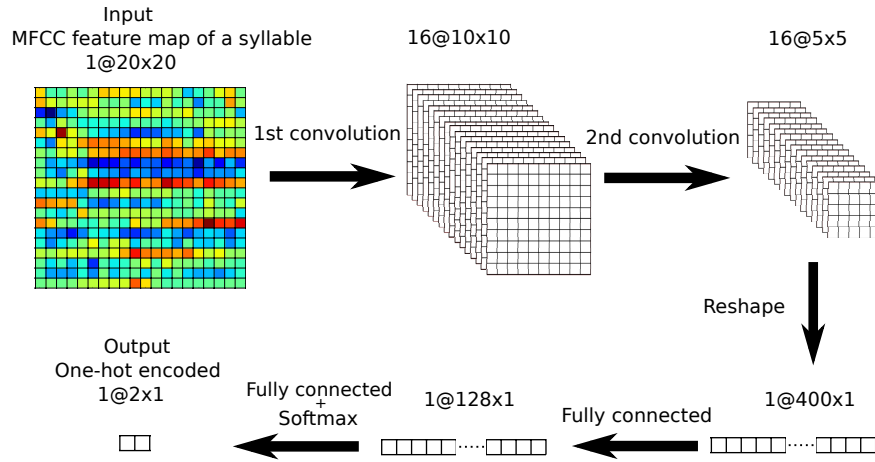 Input
MFCC feature map of a syllable
1@20x20
1st convolution
16@10x10
2nd convolution
16@5x5
Reshape
1@400x1
Fully connected
1@128x1
Fully connected
+
Softmax
Output
One-hot encoded
1@2x1